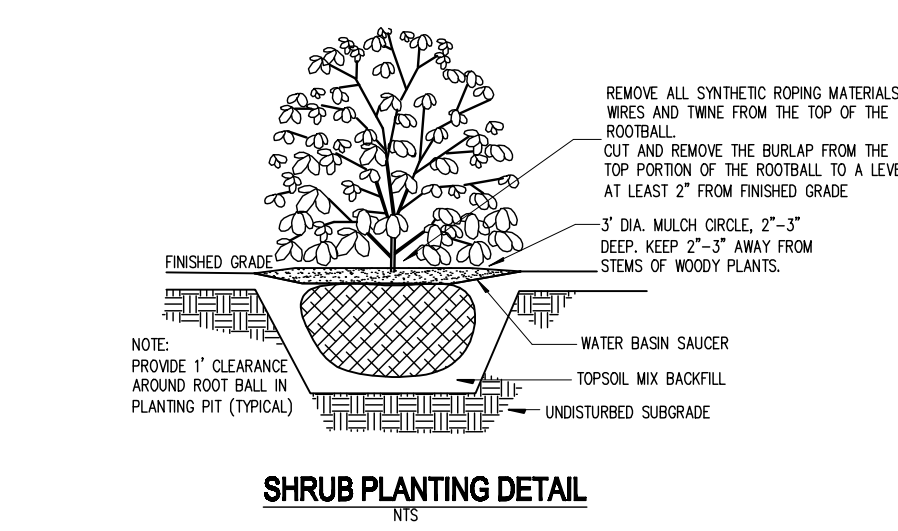 REMOVE ALL SYNTHETIC ROPING MATERIALS
WIRES AND TWINE FROM THE TOP OF THE
ROOTBALL.
CUT AND REMOVE THE BURLAP FROM THE
TOP PORTION OF THE ROOTBALL TO A LEVE
AT LEAST 2" FROM FINISHED GRADE
3' DIA. MULCH CIRCLE, 2"-3"
DEEP. KEEP 2"-3" AWAY FROM
STEMS OF WOODY PLANTS.
FINISHED GRADE
WATER BASIN SAUCER
NOTE:
PROVIDE 1' CLEARANCE
AROUND ROOT BALL IN
PLANTING PIT (TYPICAL)
TOPSOIL MIX BACKFILL
UNDISTURBED SUBGRADE
SHRUB PLANTING DETAIL
NTS